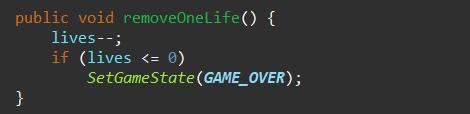 public void removeOneLife() {
    lives--;
    if (lives <= 0)
        SetGameState(GAME_OVER);
}